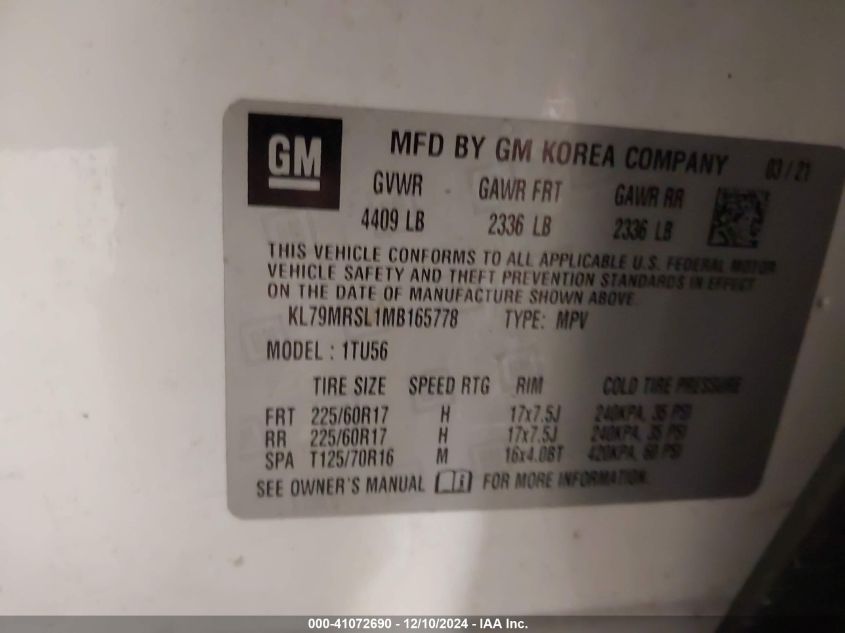 GM
MFD BY GM KOREA COMPANY 03/21
GVWR GAWR FRT GAWR RR
4409 LB 2336 LB 2336 LB
THIS VEHICLE CONFORMS TO ALL APPLICABLE U.S. FEDERAL MOTOR
VEHICLE SAFETY AND THEFT PREVENTION STANDARDS IN EFFECT
ON THE DATE OF MANUFACTURE SHOWN ABOVE.
KL79MRSL1MB165778 TYPE: MPV
MODEL : 1TU56
TIRE SIZE SPEED RTG RIM COLD TIRE PRESSURE
FRT 225/60R17 H 17x7.5J 240KPA, 35 PSI
RR 225/60R17 H 17x7.5J 240KPA, 35 PSI
SPA T125/70R16 M 16x4.0BT 420KPA, 60 PSI
SEE OWNER'S MANUAL FOR MORE INFORMATION.
000-41072690 - 12/10/2024 - IAA Inc.